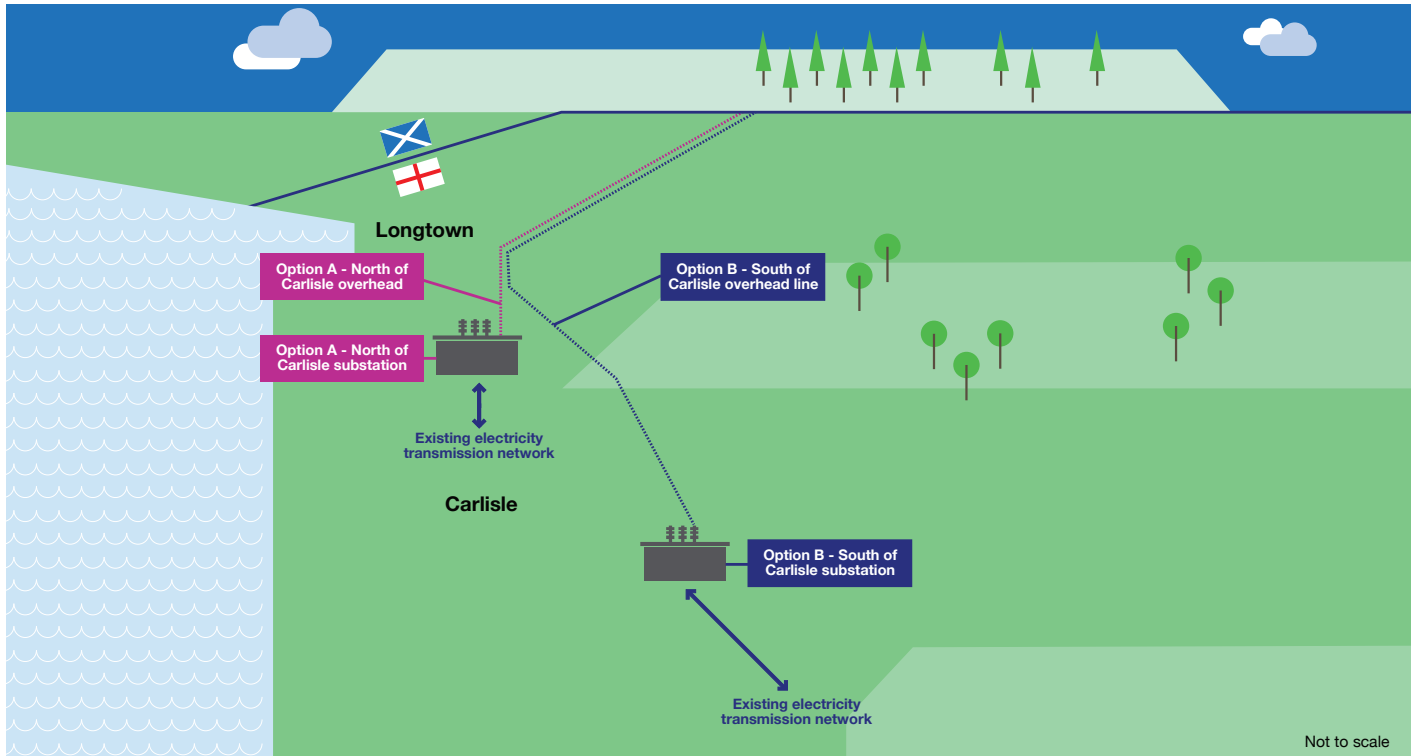 Longtown
Option A - North of
Carlisle overhead
Option B - South of
Carlisle overhead line
Option A - North of
Carlisle substation
Existing electricity
transmission network
Carlisle
Option B - South of
Carlisle substation
Existing electricity
transmission network
Not to scale